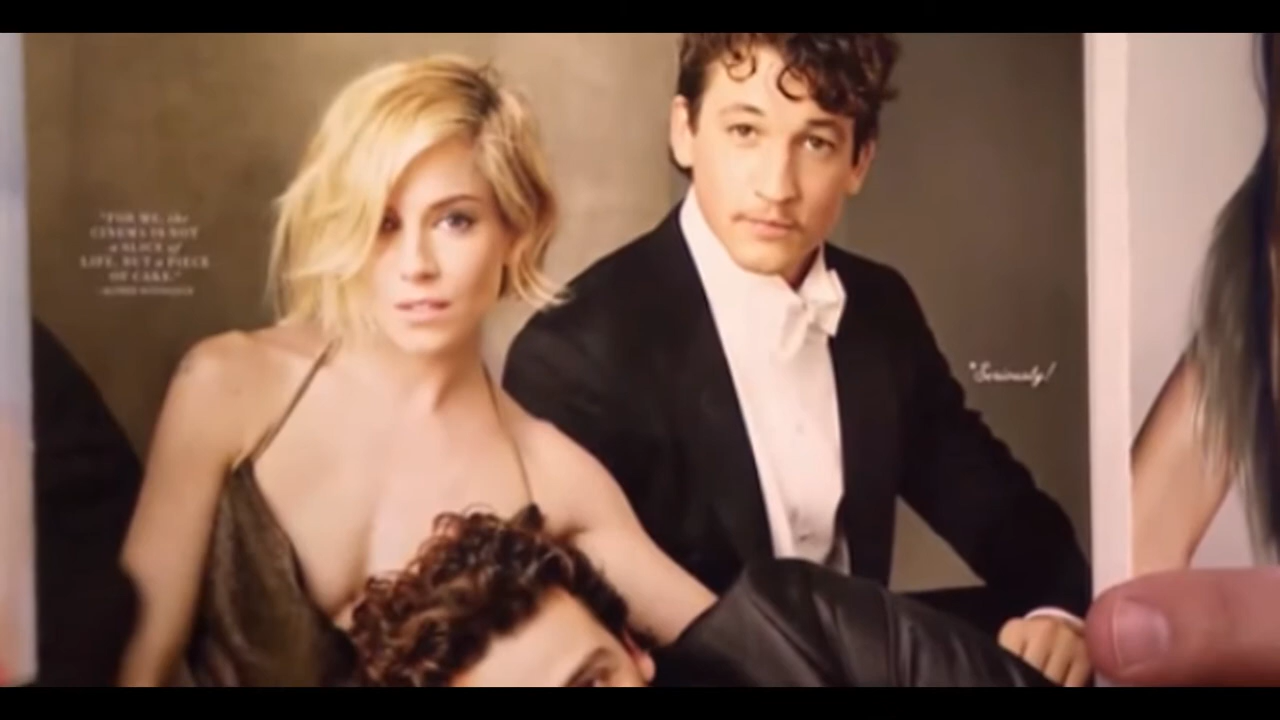 "FOR ME, the
CINEMA IS NOT
a SLICE of
LIFE, BUT a PIECE
OF CAKE."
"Seriously!